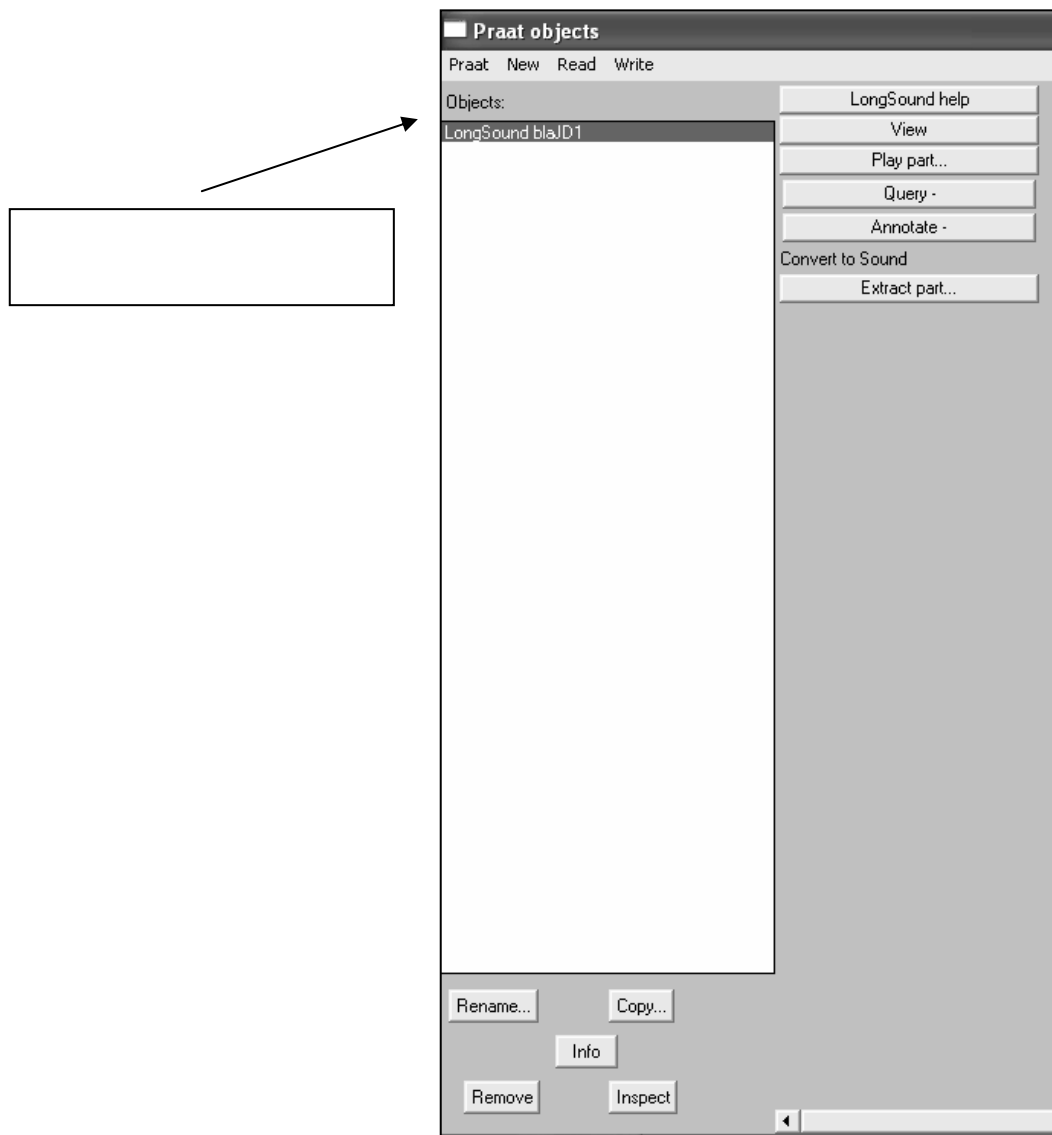 Praat objects
Praat New Read Write
Objects:
LongSound blaJD1
LongSound help
View
Play part...
Query -
Annotate -
Convert to Sound
Extract part...
Rename... Copy...
Info
Remove Inspect